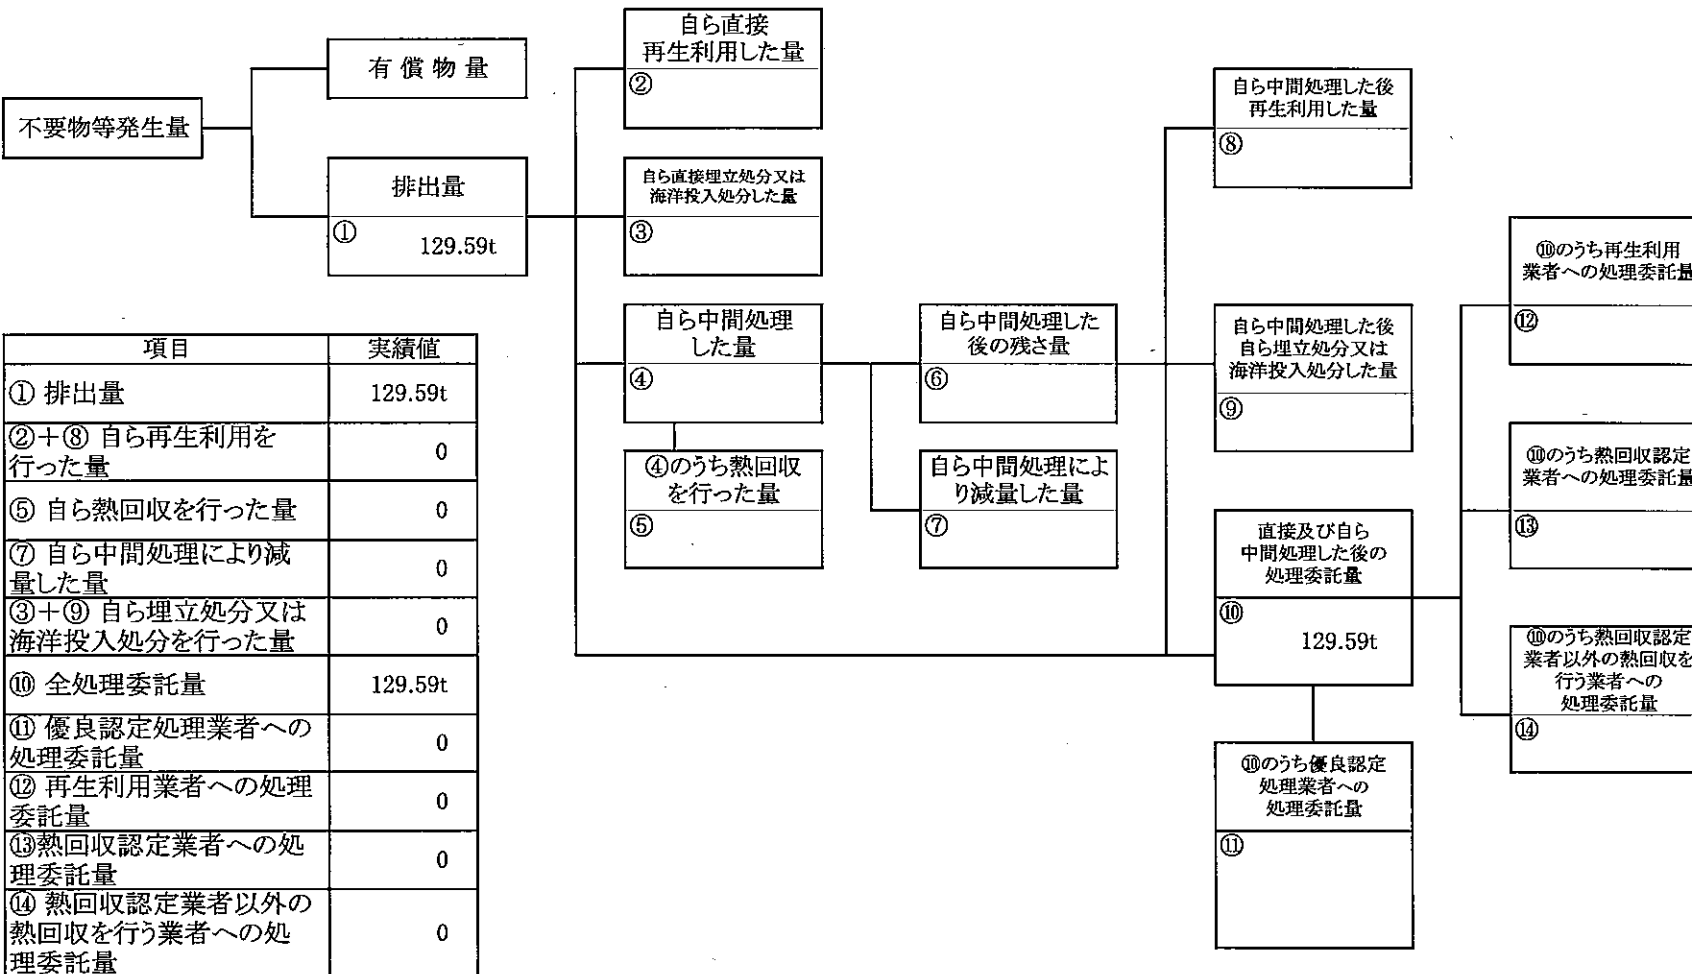 不要物等発生量
有償物量
排出量
①
129.59t
自ら直接
再生利用した量
②
自ら直接埋立処分又は
海洋投入処分した量
③
自ら中間処理
した量
④
④のうち熱回収
を行った量
⑤
自ら中間処理した
後の残さ量
⑥
自ら中間処理によ
り減量した量
⑦
自ら中間処理した後
再生利用した量
⑧
自ら中間処理した後
自ら埋立処分又は
海洋投入処分した量
⑨
直接及び自ら
中間処理した後の
処理委託量
⑩
129.59t
⑩のうち優良認定
処理業者への
処理委託量
⑪
⑩のうち再生利用
業者への処理委託量
⑫
⑩のうち熱回収認定
業者への処理委託量
⑬
⑩のうち熱回収認定
業者以外の熱回収を
行う業者への
処理委託量
⑭
項目 実績値
① 排出量 129.59t
②+⑧ 自ら再生利用を
行った量 0
⑤ 自ら熱回収を行った量 0
⑦ 自ら中間処理により減
量した量 0
③+⑨ 自ら埋立処分又は
海洋投入処分を行った量 0
⑩ 全処理委託量 129.59t
⑪ 優良認定処理業者への
処理委託量 0
⑫ 再生利用業者への処理
委託量 0
⑬熱回収認定業者への処
理委託量 0
⑭ 熱回収認定業者以外の
熱回収を行う業者への処
理委託量 0